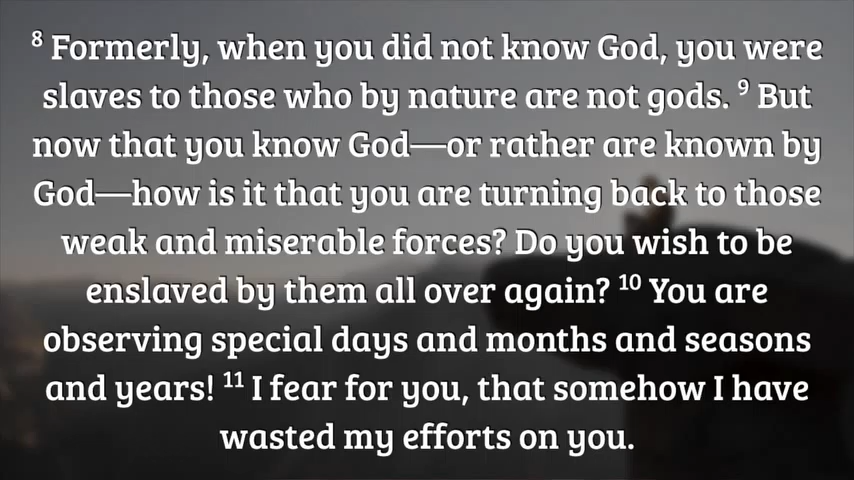 8 Formerly, when you did not know God, you were
slaves to those who by nature are not gods. 9 But
now that you know God—or rather are known by
God—how is it that you are turning back to those
weak and miserable forces? Do you wish to be
enslaved by them all over again? 10 You are
observing special days and months and seasons
and years! 11 I fear for you, that somehow I have
wasted my efforts on you.